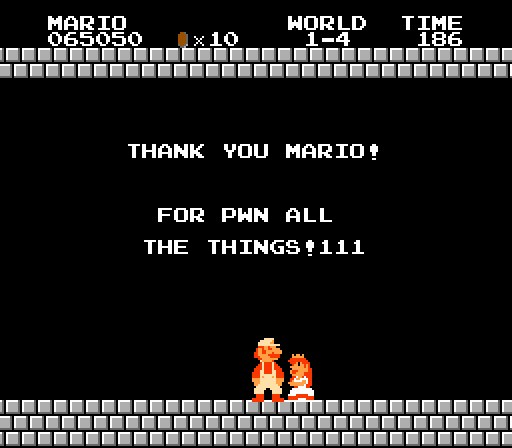 MARIO WORLD TIME
065050 ×10 1-4 186
THANK YOU MARIO!
FOR PWN ALL
THE THINGS!111